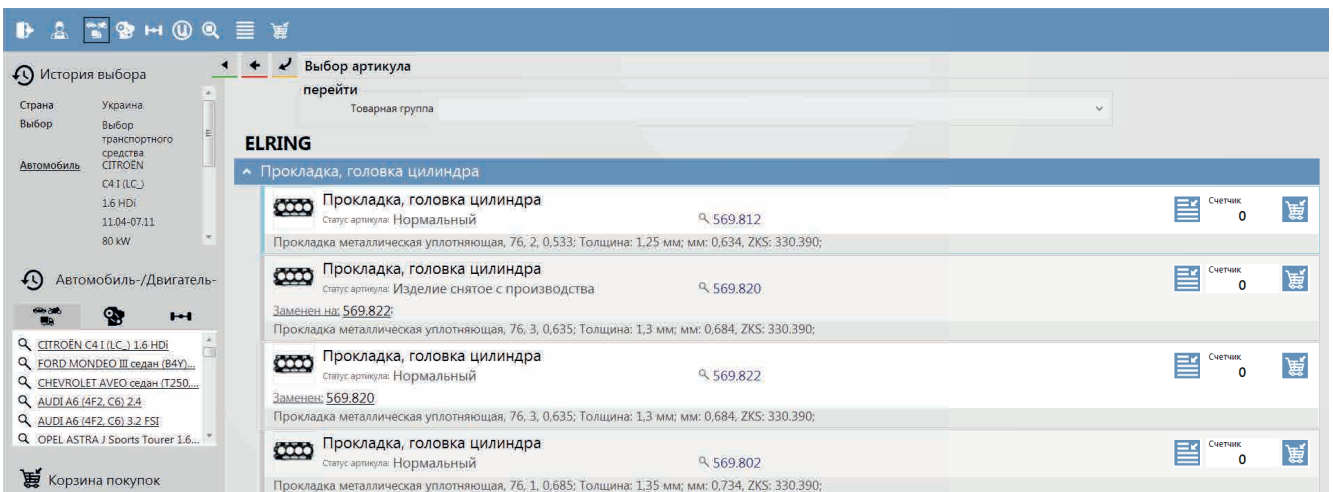 История выбора
Страна Украина
Выбор Выбор
транспортного
средства
Автомобиль CITROËN
C4 I (LC_)
1.6 HDi
11.04-07.11
80 kW
Автомобиль-/Двигатель-
CITROËN C4 I (LC_) 1.6 HDi
FORD MONDEO III седан (B4Y)...
CHEVROLET AVEO седан (T250,...
AUDI A6 (4F2, C6) 2.4
AUDI A6 (4F2, C6) 3.2 FSI
OPEL ASTRA J Sports Tourer 1.6...
Корзина покупок
Выбор артикула
перейти
Товарная группа
ELRING
Прокладка, головка цилиндра
Прокладка, головка цилиндра
Статус артикула: Нормальный 569.812 Счетчик 0
Прокладка металлическая уплотняющая, 76, 2, 0,533; Толщина: 1,25 мм; мм: 0,634, ZKS: 330.390;
Прокладка, головка цилиндра
Статус артикула: Изделие снятое с производства 569.820 Счетчик 0
Заменен на: 569.822;
Прокладка металлическая уплотняющая, 76, 3, 0,635; Толщина: 1,3 мм; мм: 0,684, ZKS: 330.390;
Прокладка, головка цилиндра
Статус артикула: Нормальный 569.822 Счетчик 0
Заменен: 569.820
Прокладка металлическая уплотняющая, 76, 3, 0,635; Толщина: 1,3 мм; мм: 0,684, ZKS: 330.390;
Прокладка, головка цилиндра
Статус артикула: Нормальный 569.802 Счетчик 0
Прокладка металлическая уплотняющая, 76, 1, 0,685; Толщина: 1,35 мм; мм: 0,734, ZKS: 330.390;